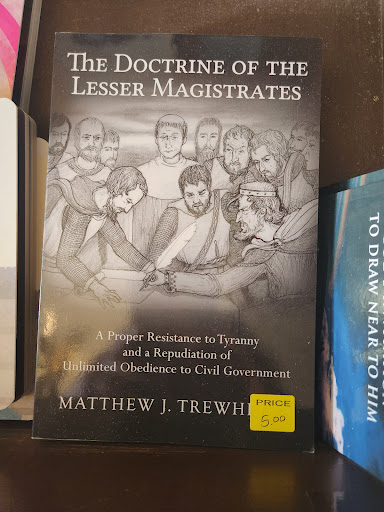 The Doctrine of the
Lesser Magistrates
A Proper Resistance to Tyranny
and a Repudiation of
Unlimited Obedience to Civil Government
Matthew J.
PRICE
5.00
TO DRAW NEAR TO HIM